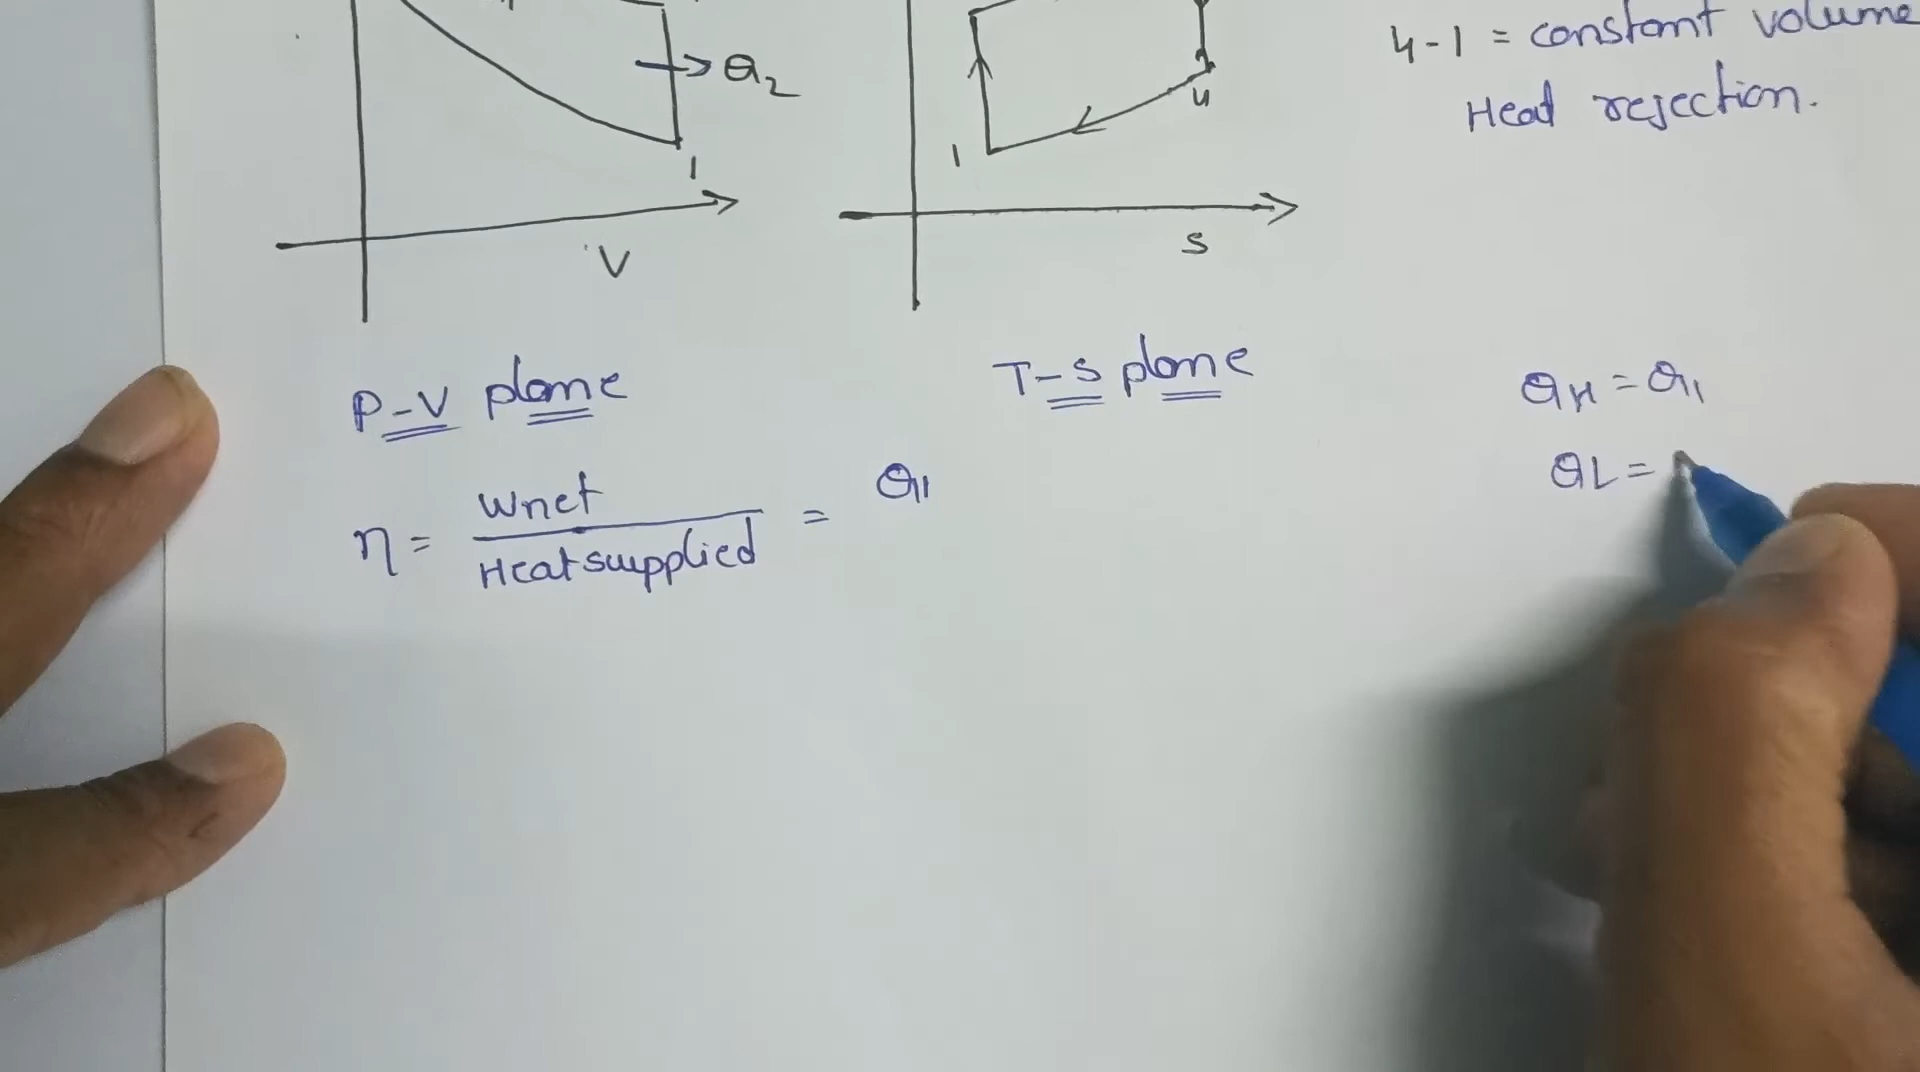 4-1 = constant volume
Heat rejection.
Q2
1
V
4
1
S
P-V plane
T-S plane
QH = Q1
QL =
η = Wnet / Heat supplied = Q1